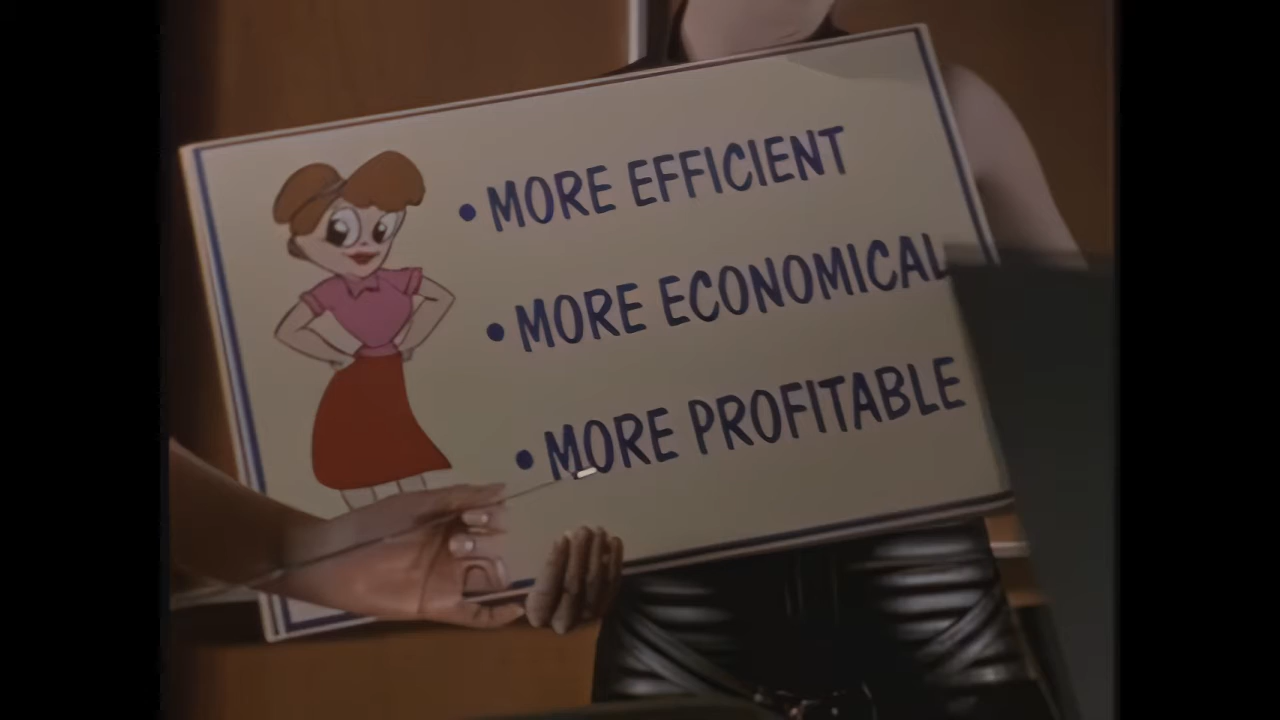 • MORE EFFICIENT
• MORE ECONOMICAL
• MORE PROFITABLE